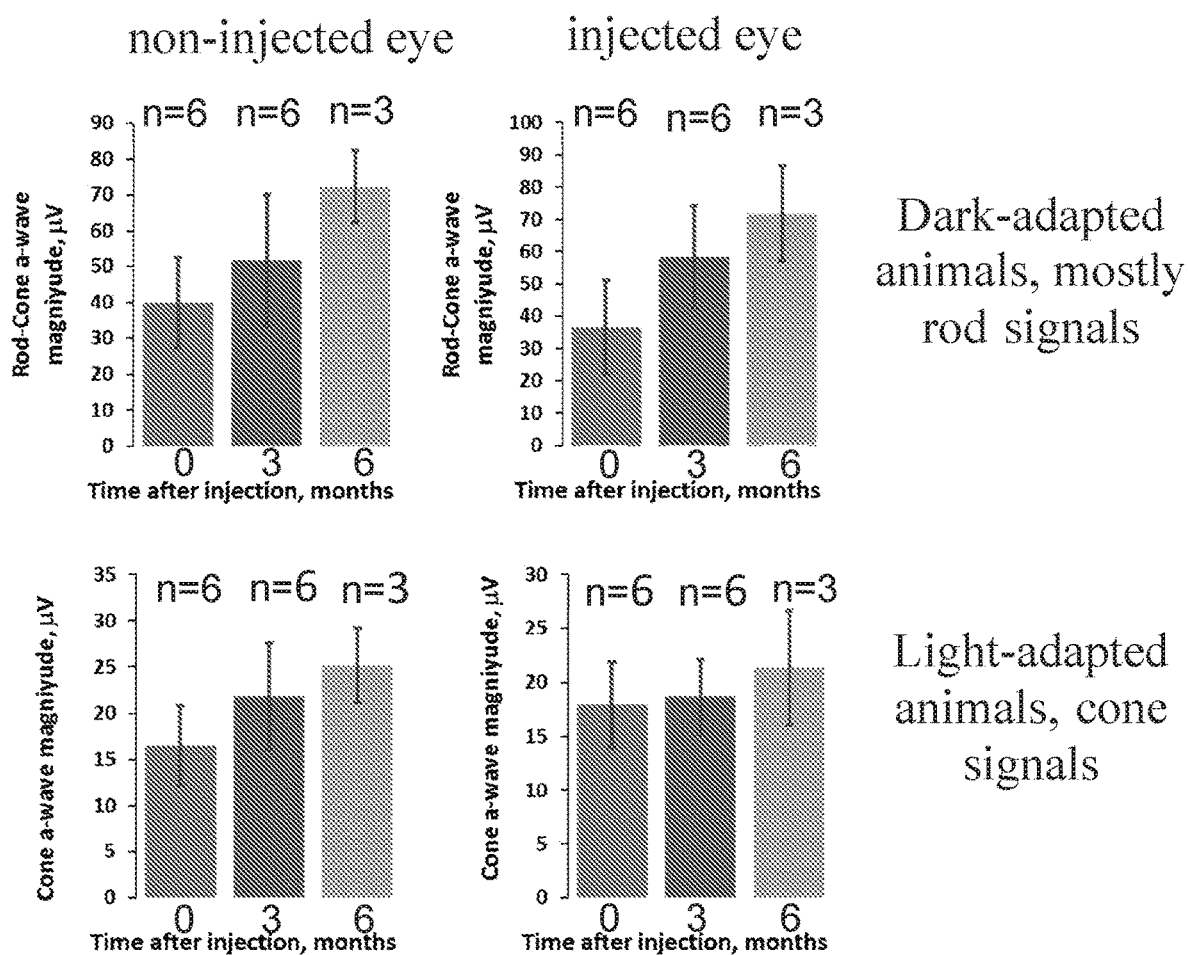 non-injected eye
injected eye
n=6 n=6 n=3
90
80
70
60
50
40
30
20
10
0
Rod-Cone a-wave
magniyude, µV
0 3 6
Time after injection, months
n=6 n=6 n=3
100
90
80
70
60
50
40
30
20
10
0
Rod-Cone a-wave
magniyude, µV
0 3 6
Time after injection, months
Dark-adapted
animals, mostly
rod signals
n=6 n=6 n=3
35
30
25
20
15
10
5
0
Cone a-wave magniyude, µV
0 3 6
Time after injection, months
n=6 n=6 n=3
30
25
20
15
10
5
0
Cone a-wave magniyude, µV
0 3 6
Time after injection, months
Light-adapted
animals, cone
signals